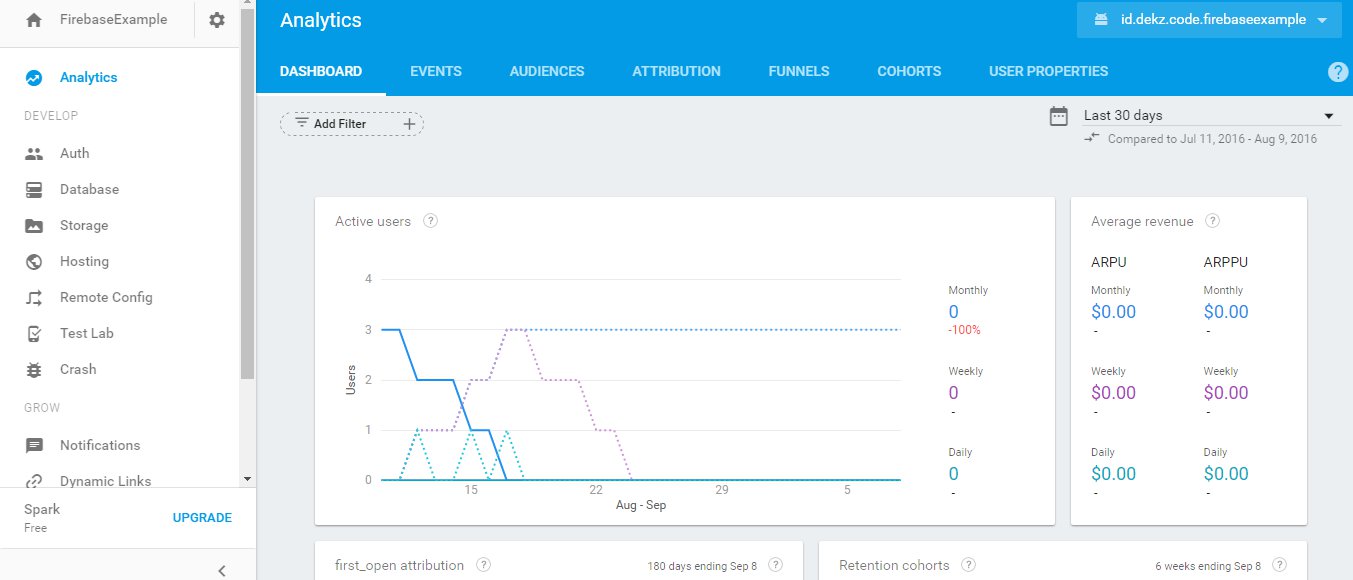 FirebaseExample
Analytics
DEVELOP
Auth
Database
Storage
Hosting
Remote Config
Test Lab
Crash
GROW
Notifications
Dynamic Links
Spark
Free
UPGRADE
Analytics
id.dekz.code.firebaseexample
DASHBOARD EVENTS AUDIENCES ATTRIBUTION FUNNELS COHORTS USER PROPERTIES ?
Add Filter +
Last 30 days
Compared to Jul 11, 2016 - Aug 9, 2016
Active users ?
4
3
2
1
0
Users
15 22 29 5
Aug - Sep
Monthly
0
-100%
Weekly
0
-
Daily
0
-
Average revenue ?
ARPU ARPPU
Monthly Monthly
$0.00 $0.00
- -
Weekly Weekly
$0.00 $0.00
- -
Daily Daily
$0.00 $0.00
- -
first_open attribution ? 180 days ending Sep 8 ?
Retention cohorts ? 6 weeks ending Sep 8 ?